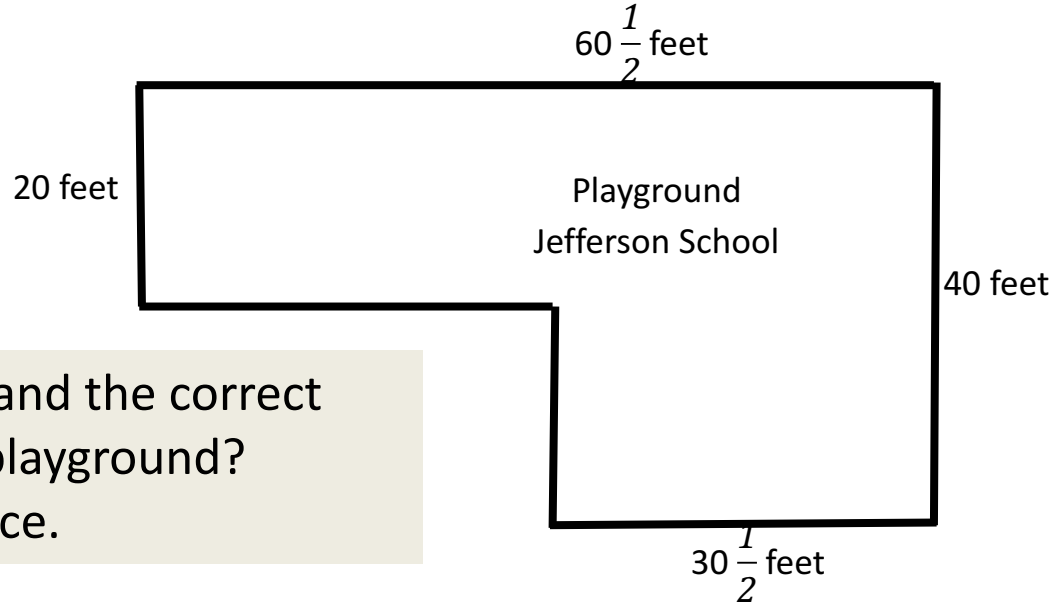 60 1/2 feet
20 feet
Playground
Jefferson School
40 feet
and the correct
playground?
ce.
30 1/2 feet